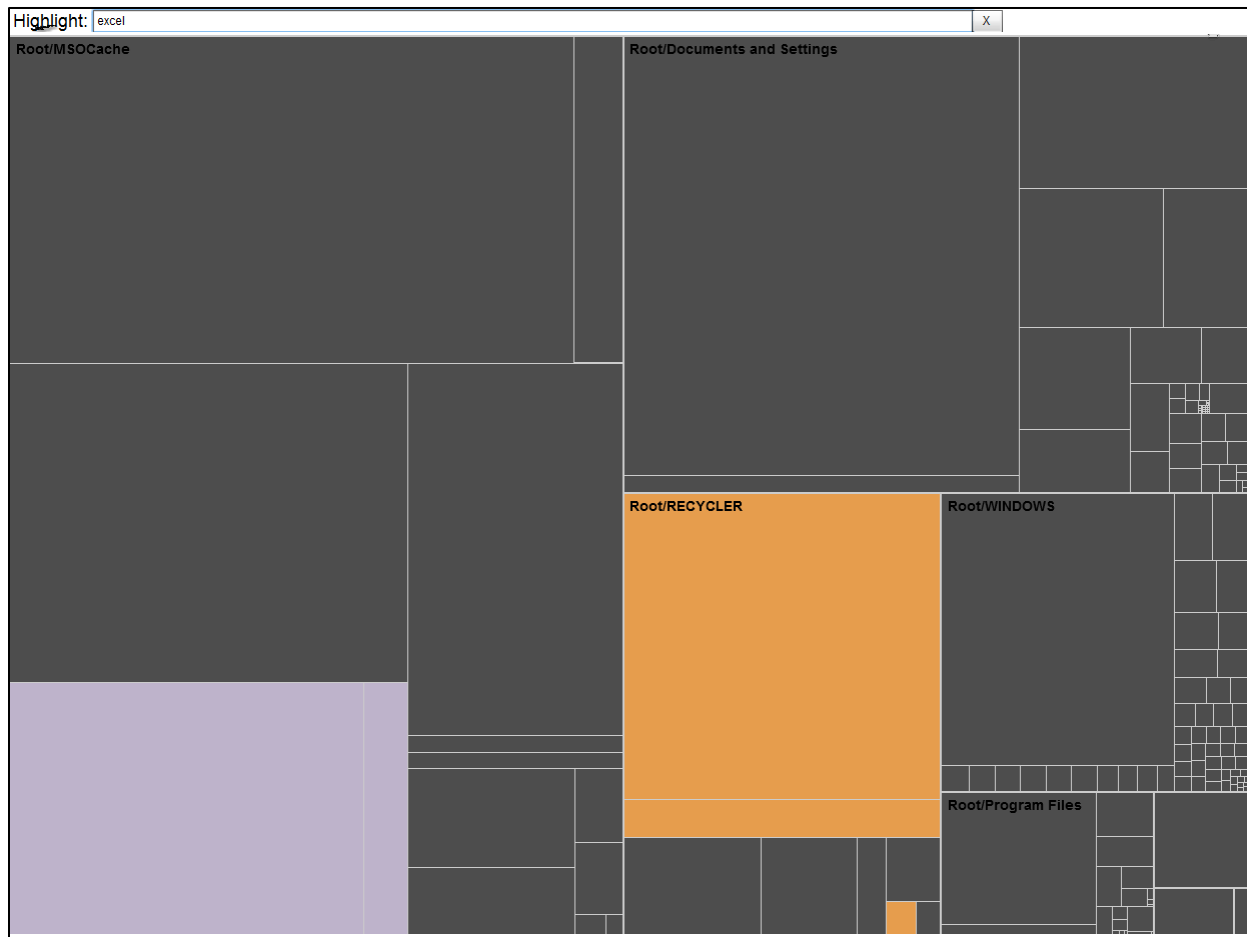 Highlight: excel X
Root/MSOCache
Root/Documents and Settings
Root/RECYCLER
Root/WINDOWS
Root/Program Files